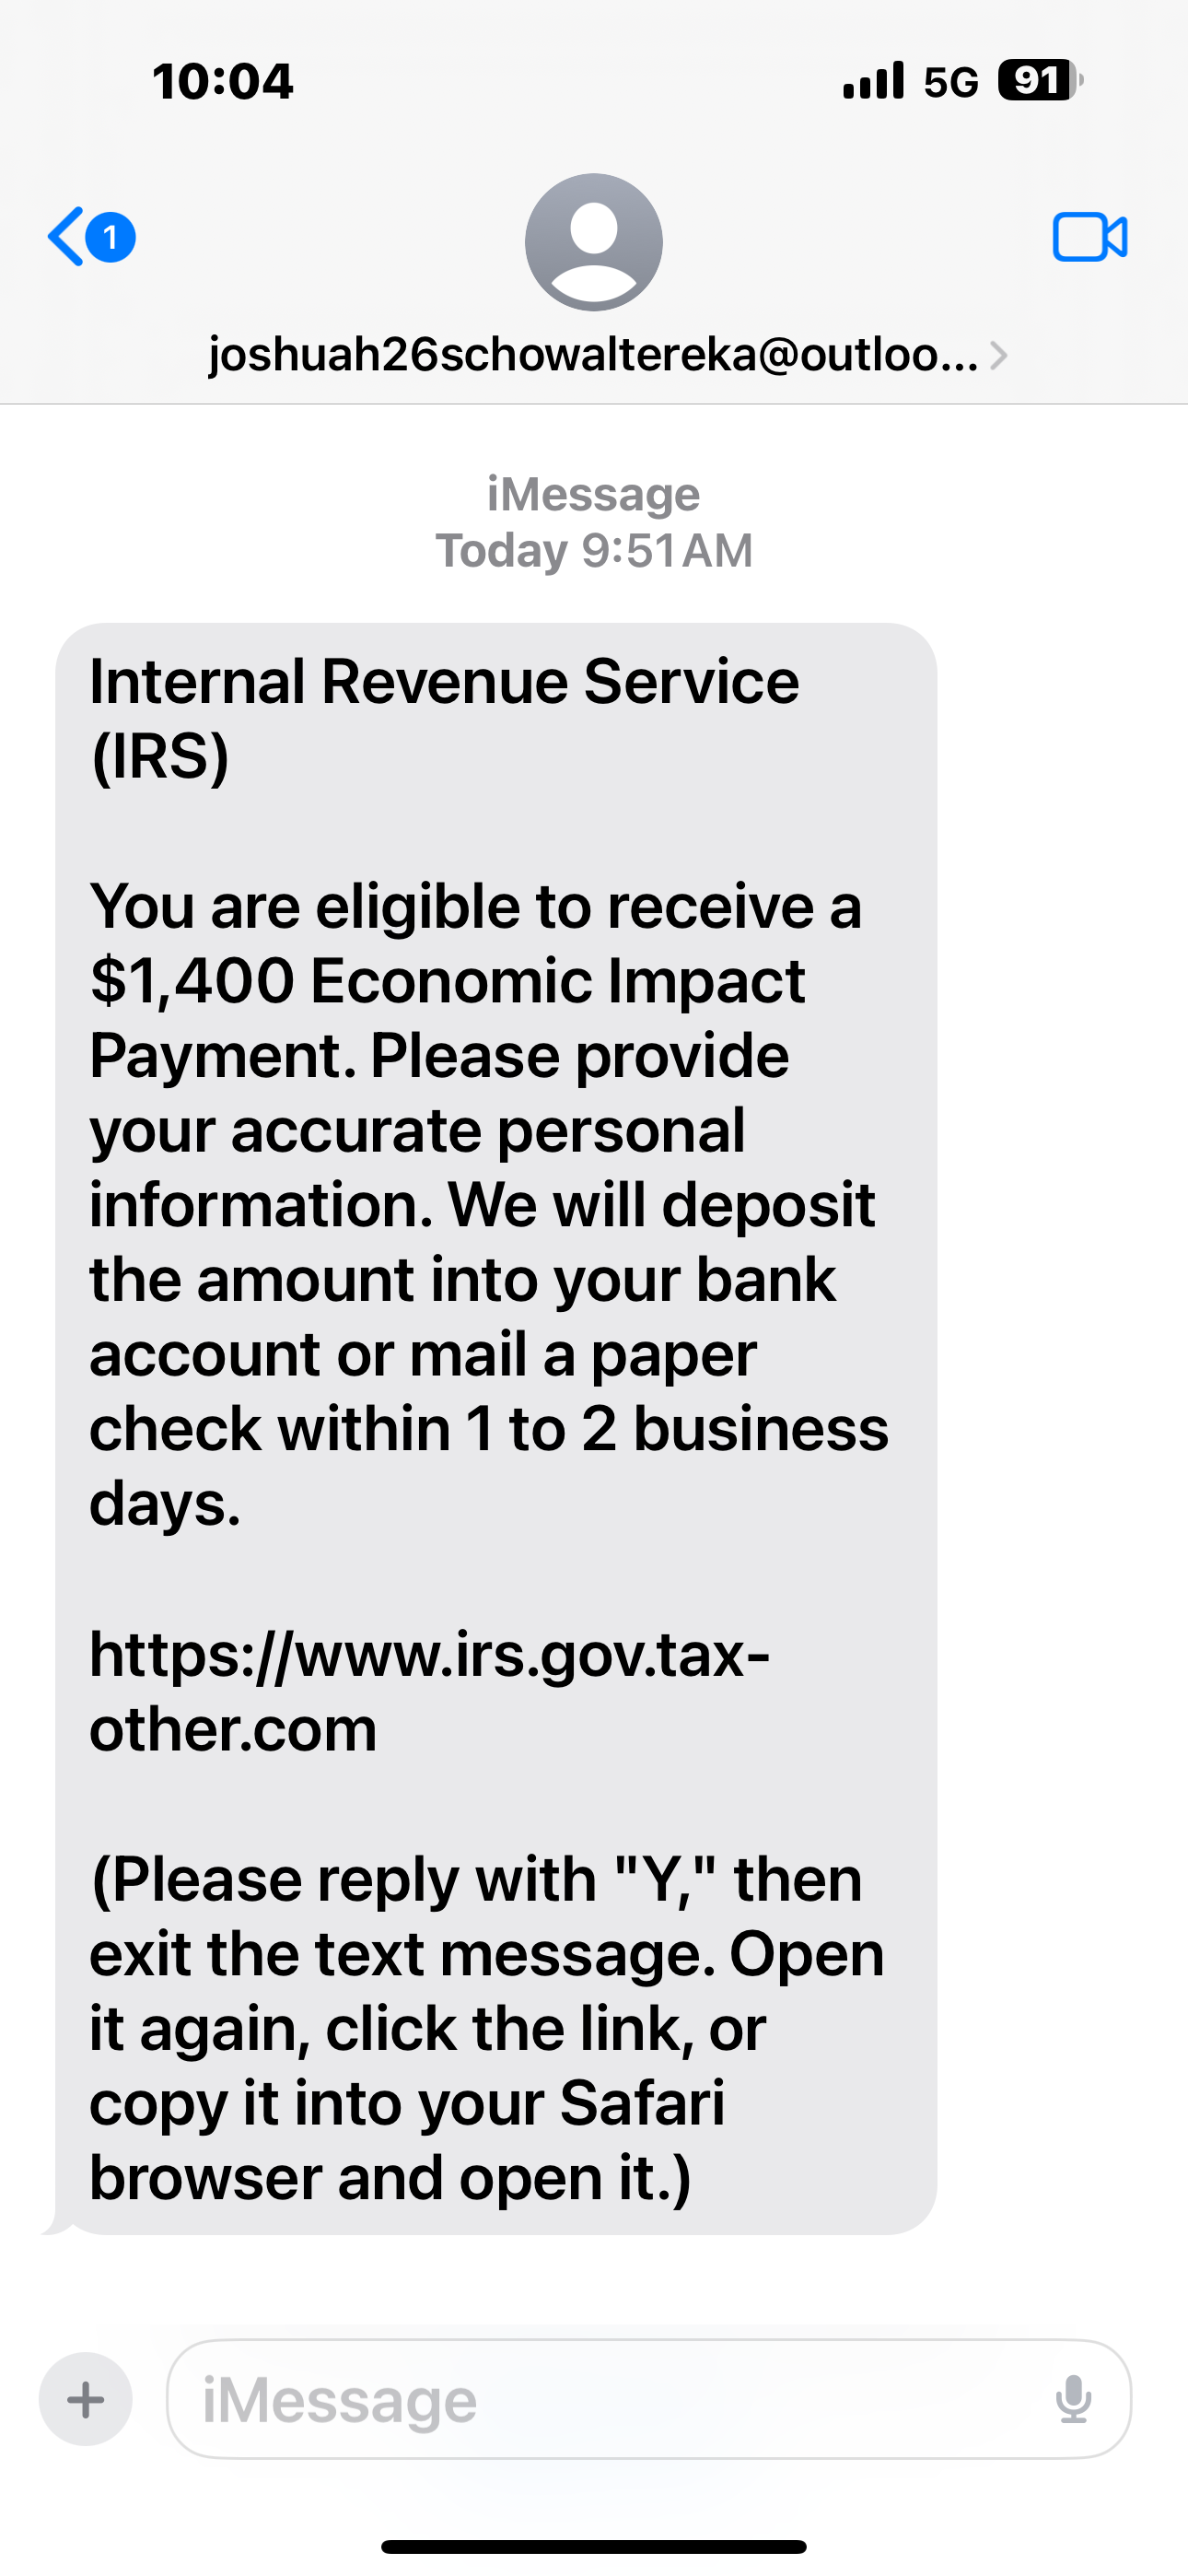 10:04
5G 91
1
joshuah26schowaltereka@outloo...
iMessage
Today 9:51 AM
Internal Revenue Service
(IRS)
You are eligible to receive a
$1,400 Economic Impact
Payment. Please provide
your accurate personal
information. We will deposit
the amount into your bank
account or mail a paper
check within 1 to 2 business
days.
https://www.irs.gov.tax-
other.com
(Please reply with "Y," then
exit the text message. Open
it again, click the link, or
copy it into your Safari
browser and open it.)
iMessage